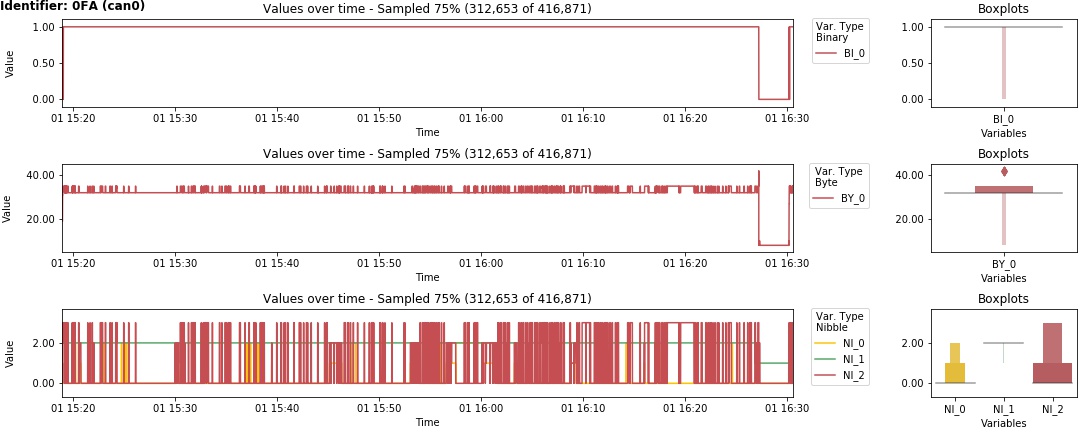 Identifier: 0FA (can0)
Values over time - Sampled 75% (312,653 of 416,871)
Boxplots
Value
1.00
0.50
0.00
01 15:20 01 15:30 01 15:40 01 15:50 01 16:00 01 16:10 01 16:20 01 16:30
Time
Var. Type
Binary
BI_0
1.00
0.50
0.00
BI_0
Variables
Values over time - Sampled 75% (312,653 of 416,871)
Boxplots
Value
40.00
20.00
01 15:20 01 15:30 01 15:40 01 15:50 01 16:00 01 16:10 01 16:20 01 16:30
Time
Var. Type
Byte
BY_0
40.00
20.00
BY_0
Variables
Values over time - Sampled 75% (312,653 of 416,871)
Boxplots
Value
2.00
0.00
01 15:20 01 15:30 01 15:40 01 15:50 01 16:00 01 16:10 01 16:20 01 16:30
Time
Var. Type
Nibble
NI_0
NI_1
NI_2
2.00
0.00
NI_0 NI_1 NI_2
Variables